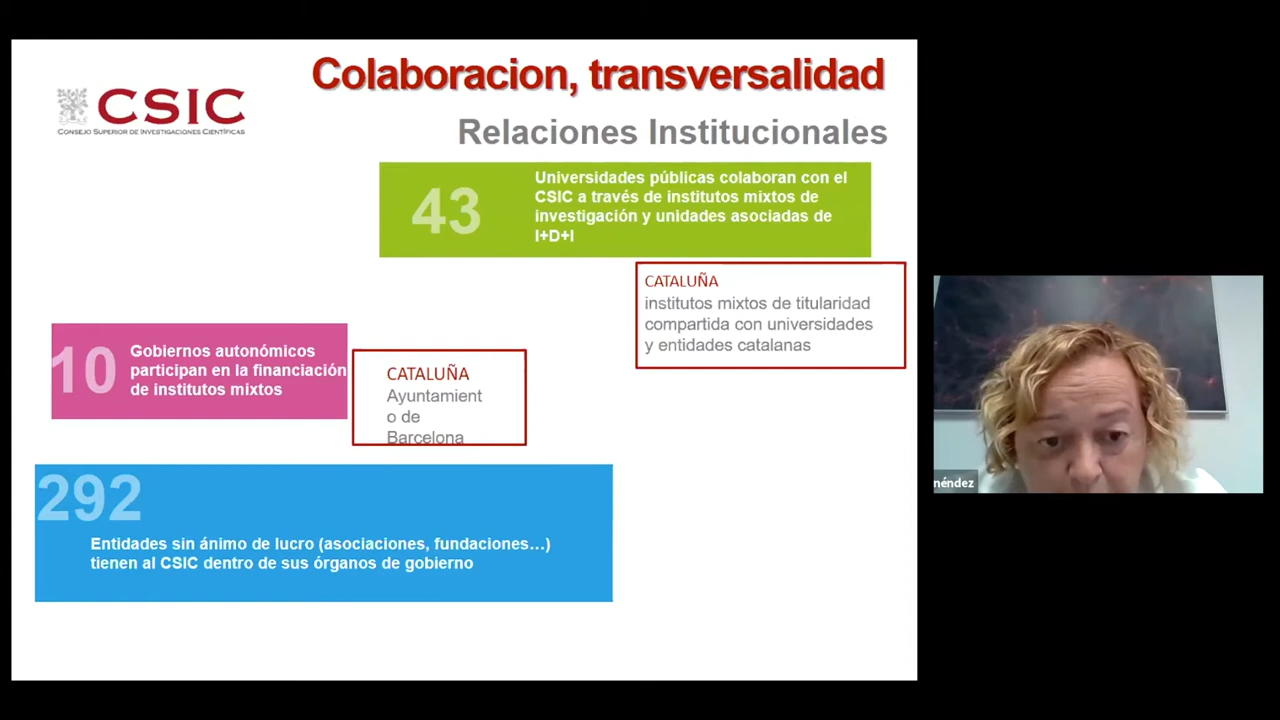 Colaboracion, transversalidad
CSIC
CONSEJO SUPERIOR DE INVESTIGACIONES CIENTÍFICAS
Relaciones Institucionales
43
Universidades públicas colaboran con el
CSIC a través de institutos mixtos de
investigación y unidades asociadas de
I+D+I
CATALUÑA
institutos mixtos de titularidad
compartida con universidades
y entidades catalanas
10
Gobiernos autonómicos
participan en la financiación
de institutos mixtos
CATALUÑA
Ayuntamient
o de
Barcelona
292
Entidades sin ánimo de lucro (asociaciones, fundaciones…)
tienen al CSIC dentro de sus órganos de gobierno
néndez